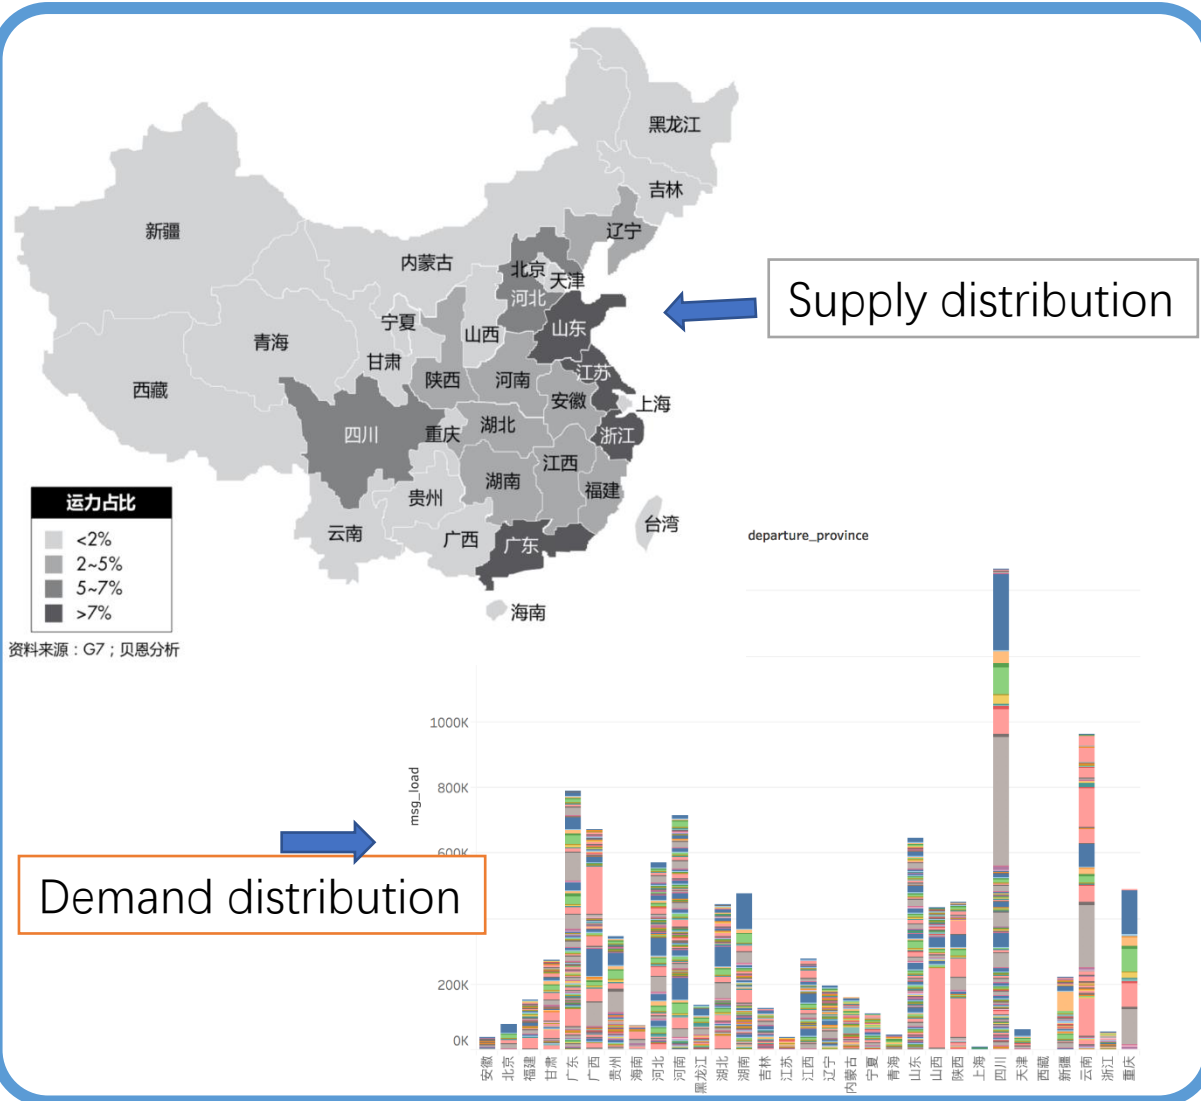 黑龙江
吉林
新疆
辽宁
内蒙古
北京
天津
河北
宁夏
山西
山东
青海
甘肃
西藏
陕西
河南
江苏
安徽
上海
四川
重庆
湖北
浙江
江西
湖南
福建
贵州
云南
广西
广东
台湾
海南
Supply distribution
运力占比
<2%
2~5%
5~7%
>7%
资料来源:G7;贝恩分析
departure_province
msg_load
1000K
800K
600K
200K
0K
Demand distribution
安徽
北京
福建
甘肃
广东
广西
贵州
海南
河北
河南
黑龙江
湖北
湖南
吉林
江苏
江西
辽宁
内蒙古
宁夏
青海
山东
山西
陕西
上海
四川
天津
西藏
新疆
云南
浙江
重庆